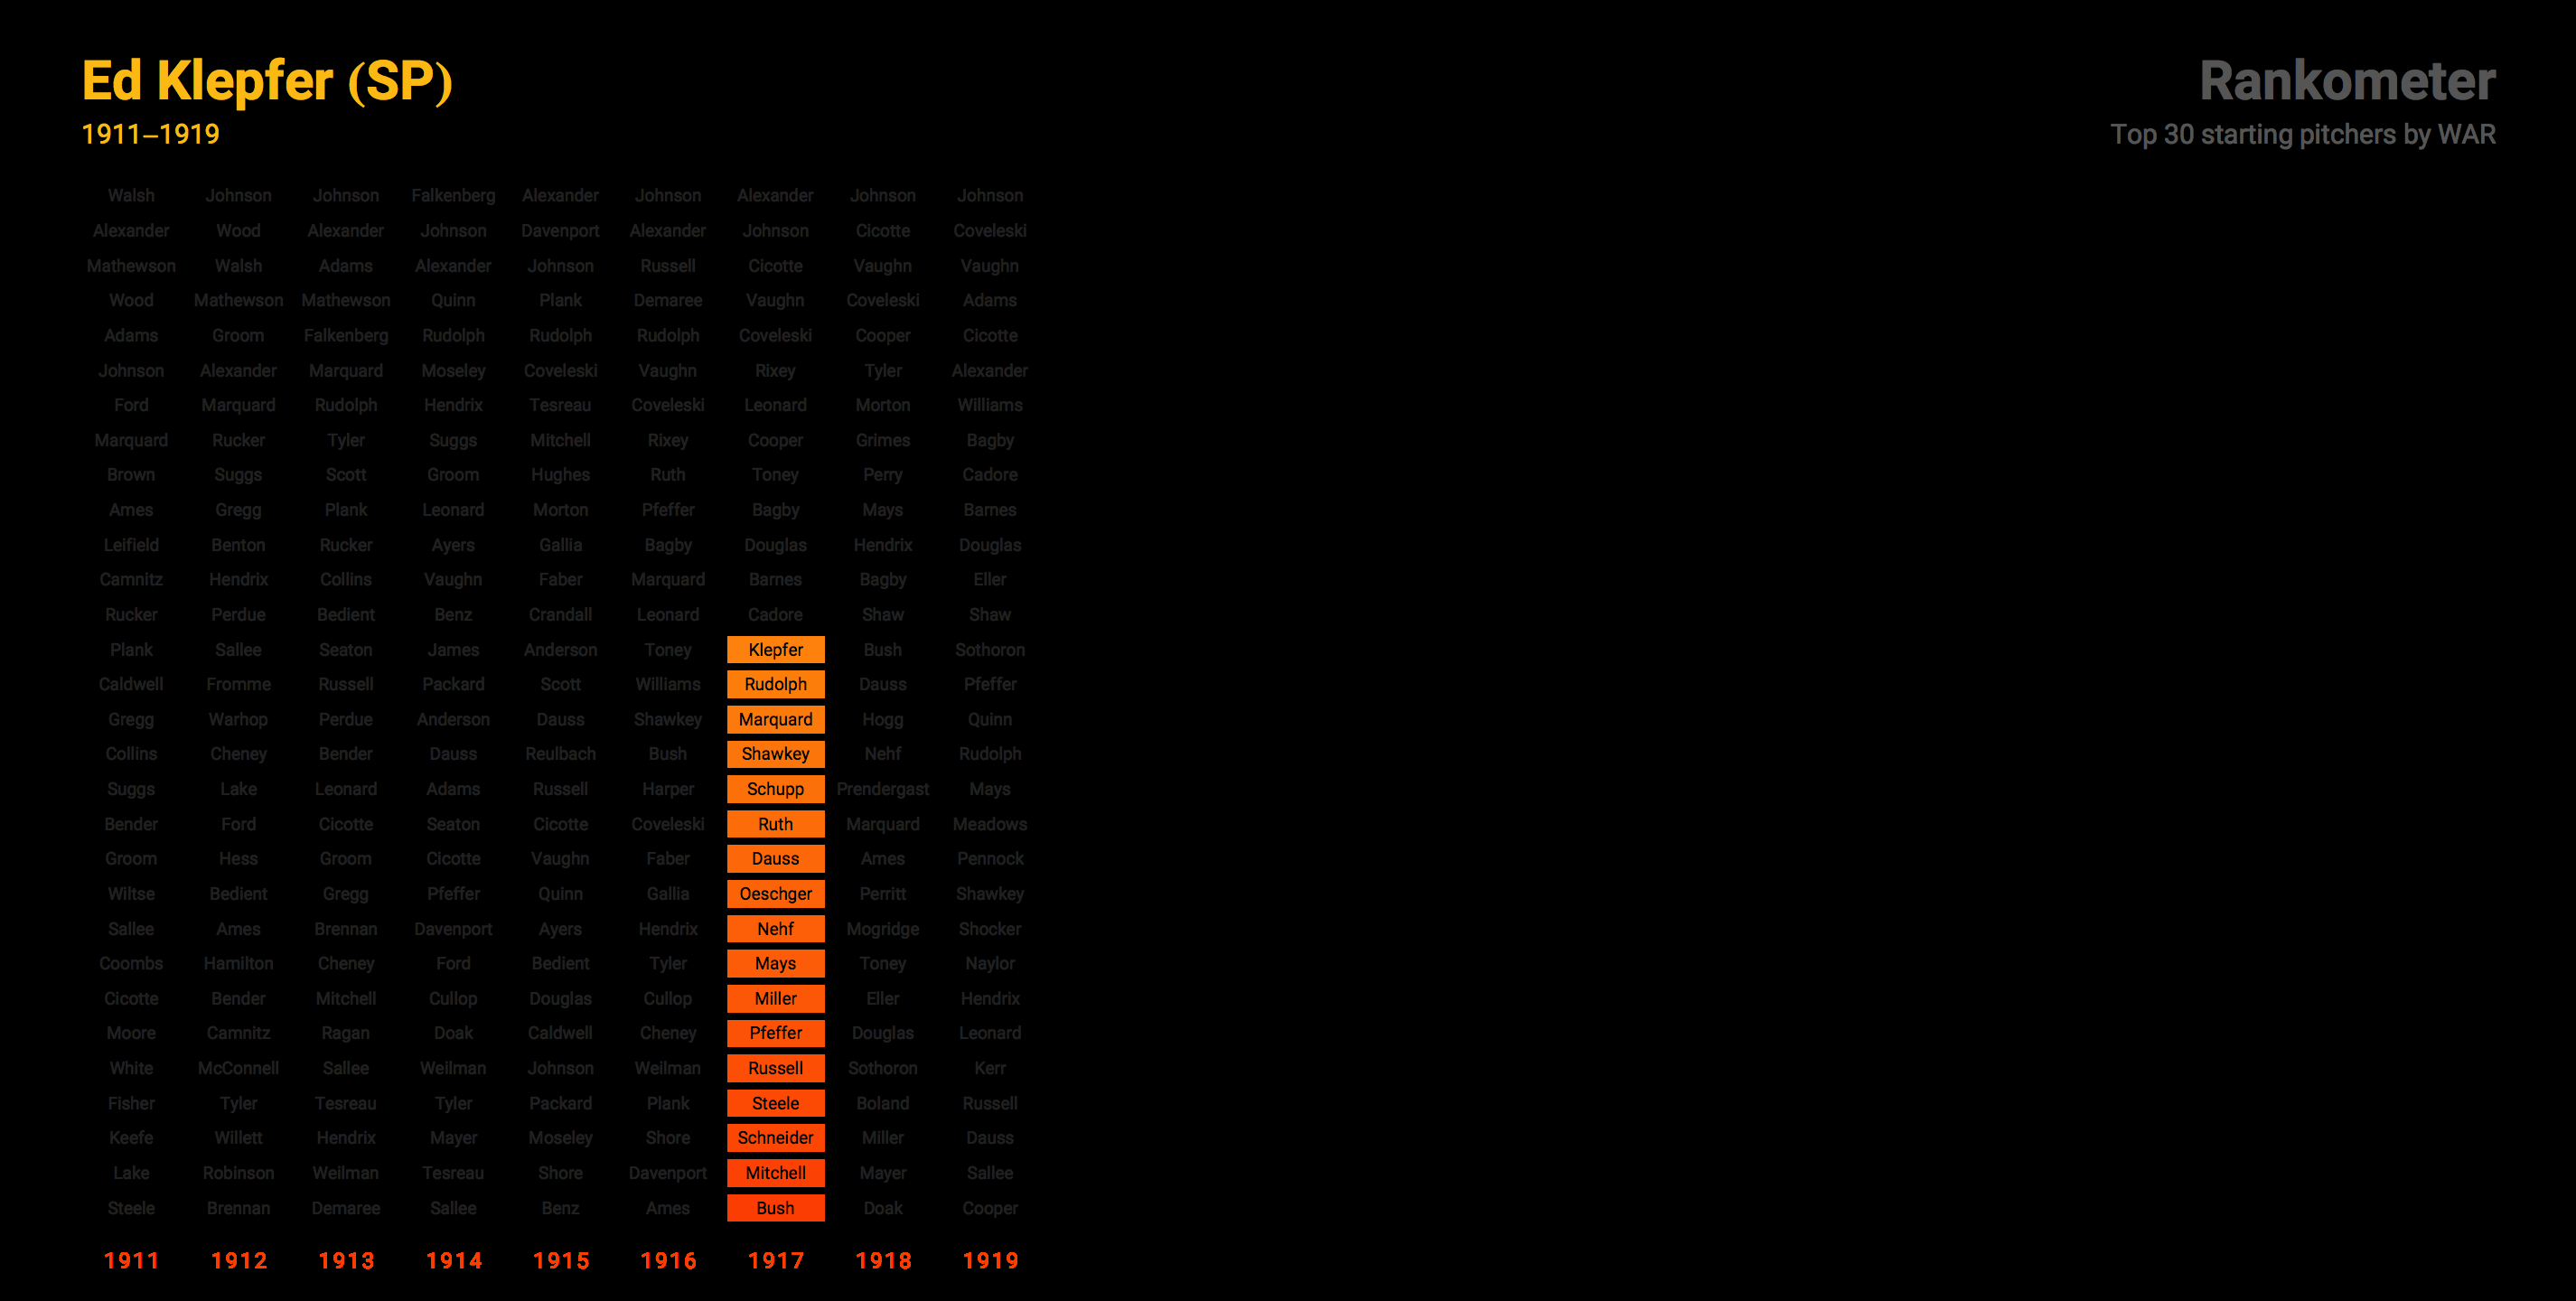 Ed Klepfer (SP)
1911–1919
Rankometer
Top 30 starting pitchers by WAR
Walsh Johnson Johnson Falkenberg Alexander Johnson Alexander Johnson Johnson
Alexander Wood Alexander Johnson Davenport Alexander Johnson Cicotte Coveleski
Mathewson Walsh Adams Alexander Johnson Russell Cicotte Vaughn Vaughn
Wood Mathewson Mathewson Quinn Plank Demaree Vaughn Coveleski Adams
Adams Groom Falkenberg Rudolph Rudolph Rudolph Coveleski Cooper Cicotte
Johnson Alexander Marquard Moseley Coveleski Vaughn Rixey Tyler Alexander
Ford Marquard Rudolph Hendrix Tesreau Coveleski Leonard Morton Williams
Marquard Rucker Tyler Suggs Mitchell Rixey Cooper Grimes Bagby
Brown Suggs Scott Groom Hughes Ruth Toney Perry Cadore
Ames Gregg Plank Leonard Morton Pfeffer Bagby Mays Barnes
Leifield Benton Rucker Ayers Gallia Bagby Douglas Hendrix Douglas
Camnitz Hendrix Collins Vaughn Faber Marquard Barnes Bagby Eller
Rucker Perdue Bedient Benz Crandall Leonard Cadore Shaw Shaw
Plank Sallee Seaton James Anderson Toney Klepfer Bush Sothoron
Caldwell Fromme Russell Packard Scott Williams Rudolph Dauss Pfeffer
Gregg Warhop Perdue Anderson Dauss Shawkey Marquard Hogg Quinn
Collins Cheney Bender Dauss Reulbach Bush Shawkey Nehf Rudolph
Suggs Lake Leonard Adams Russell Harper Schupp Prendergast Mays
Bender Ford Cicotte Seaton Cicotte Coveleski Ruth Marquard Meadows
Groom Hess Groom Cicotte Vaughn Faber Dauss Ames Pennock
Wiltse Bedient Gregg Pfeffer Quinn Gallia Oeschger Perritt Shawkey
Sallee Ames Brennan Davenport Ayers Hendrix Nehf Mogridge Shocker
Coombs Hamilton Cheney Ford Bedient Tyler Mays Toney Naylor
Cicotte Bender Mitchell Cullop Douglas Cullop Miller Eller Hendrix
Moore Camnitz Ragan Doak Caldwell Cheney Pfeffer Douglas Leonard
White McConnell Sallee Weilman Johnson Weilman Russell Sothoron Kerr
Fisher Tyler Tesreau Tyler Packard Plank Steele Boland Russell
Keefe Willett Hendrix Mayer Moseley Shore Schneider Miller Dauss
Lake Robinson Weilman Tesreau Shore Davenport Mitchell Mayer Sallee
Steele Brennan Demaree Sallee Benz Ames Bush Doak Cooper
1911 1912 1913 1914 1915 1916 1917 1918 1919